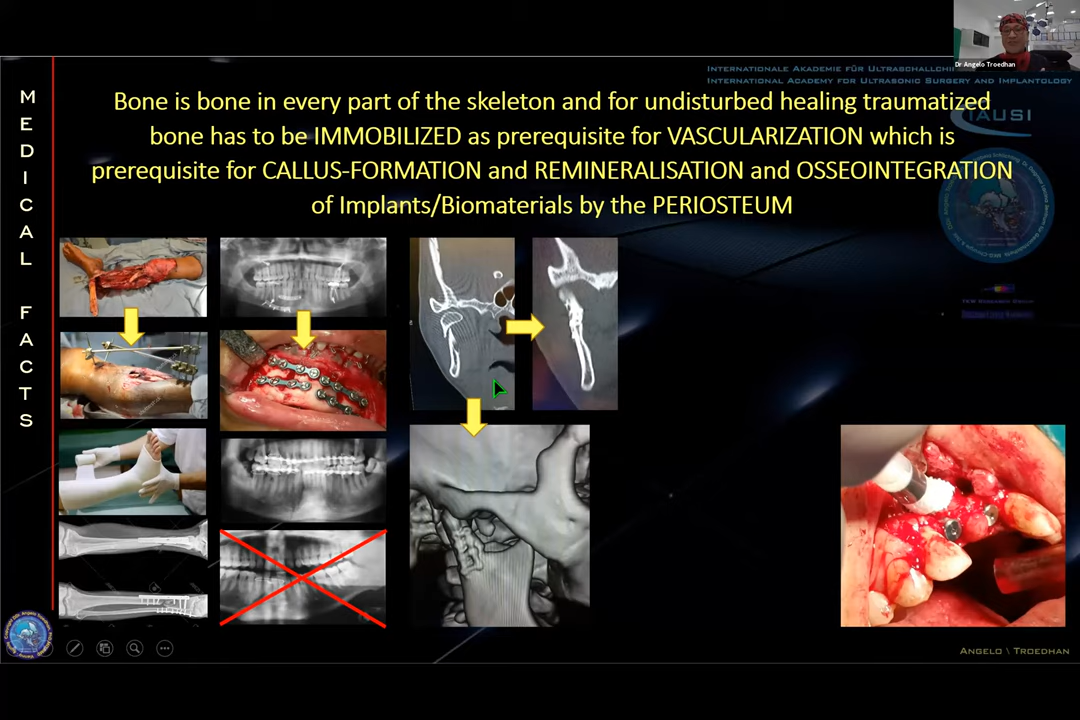 Dr Angelo Troedhan
INTERNATIONALE AKADEMIE FÜR ULTRASCHALLCHI
INTERNATIONAL ACADEMY FOR ULTRASONIC SURGERY AND IMPLANTOLOGY
IAUSI
MEDICAL FACTS
Bone is bone in every part of the skeleton and for undisturbed healing traumatized
bone has to be IMMOBILIZED as prerequisite for VASCULARIZATION which is
prerequisite for CALLUS-FORMATION and REMINERALISATION and OSSEOINTEGRATION
of Implants/Biomaterials by the PERIOSTEUM
ANGELO \ TROEDHAN